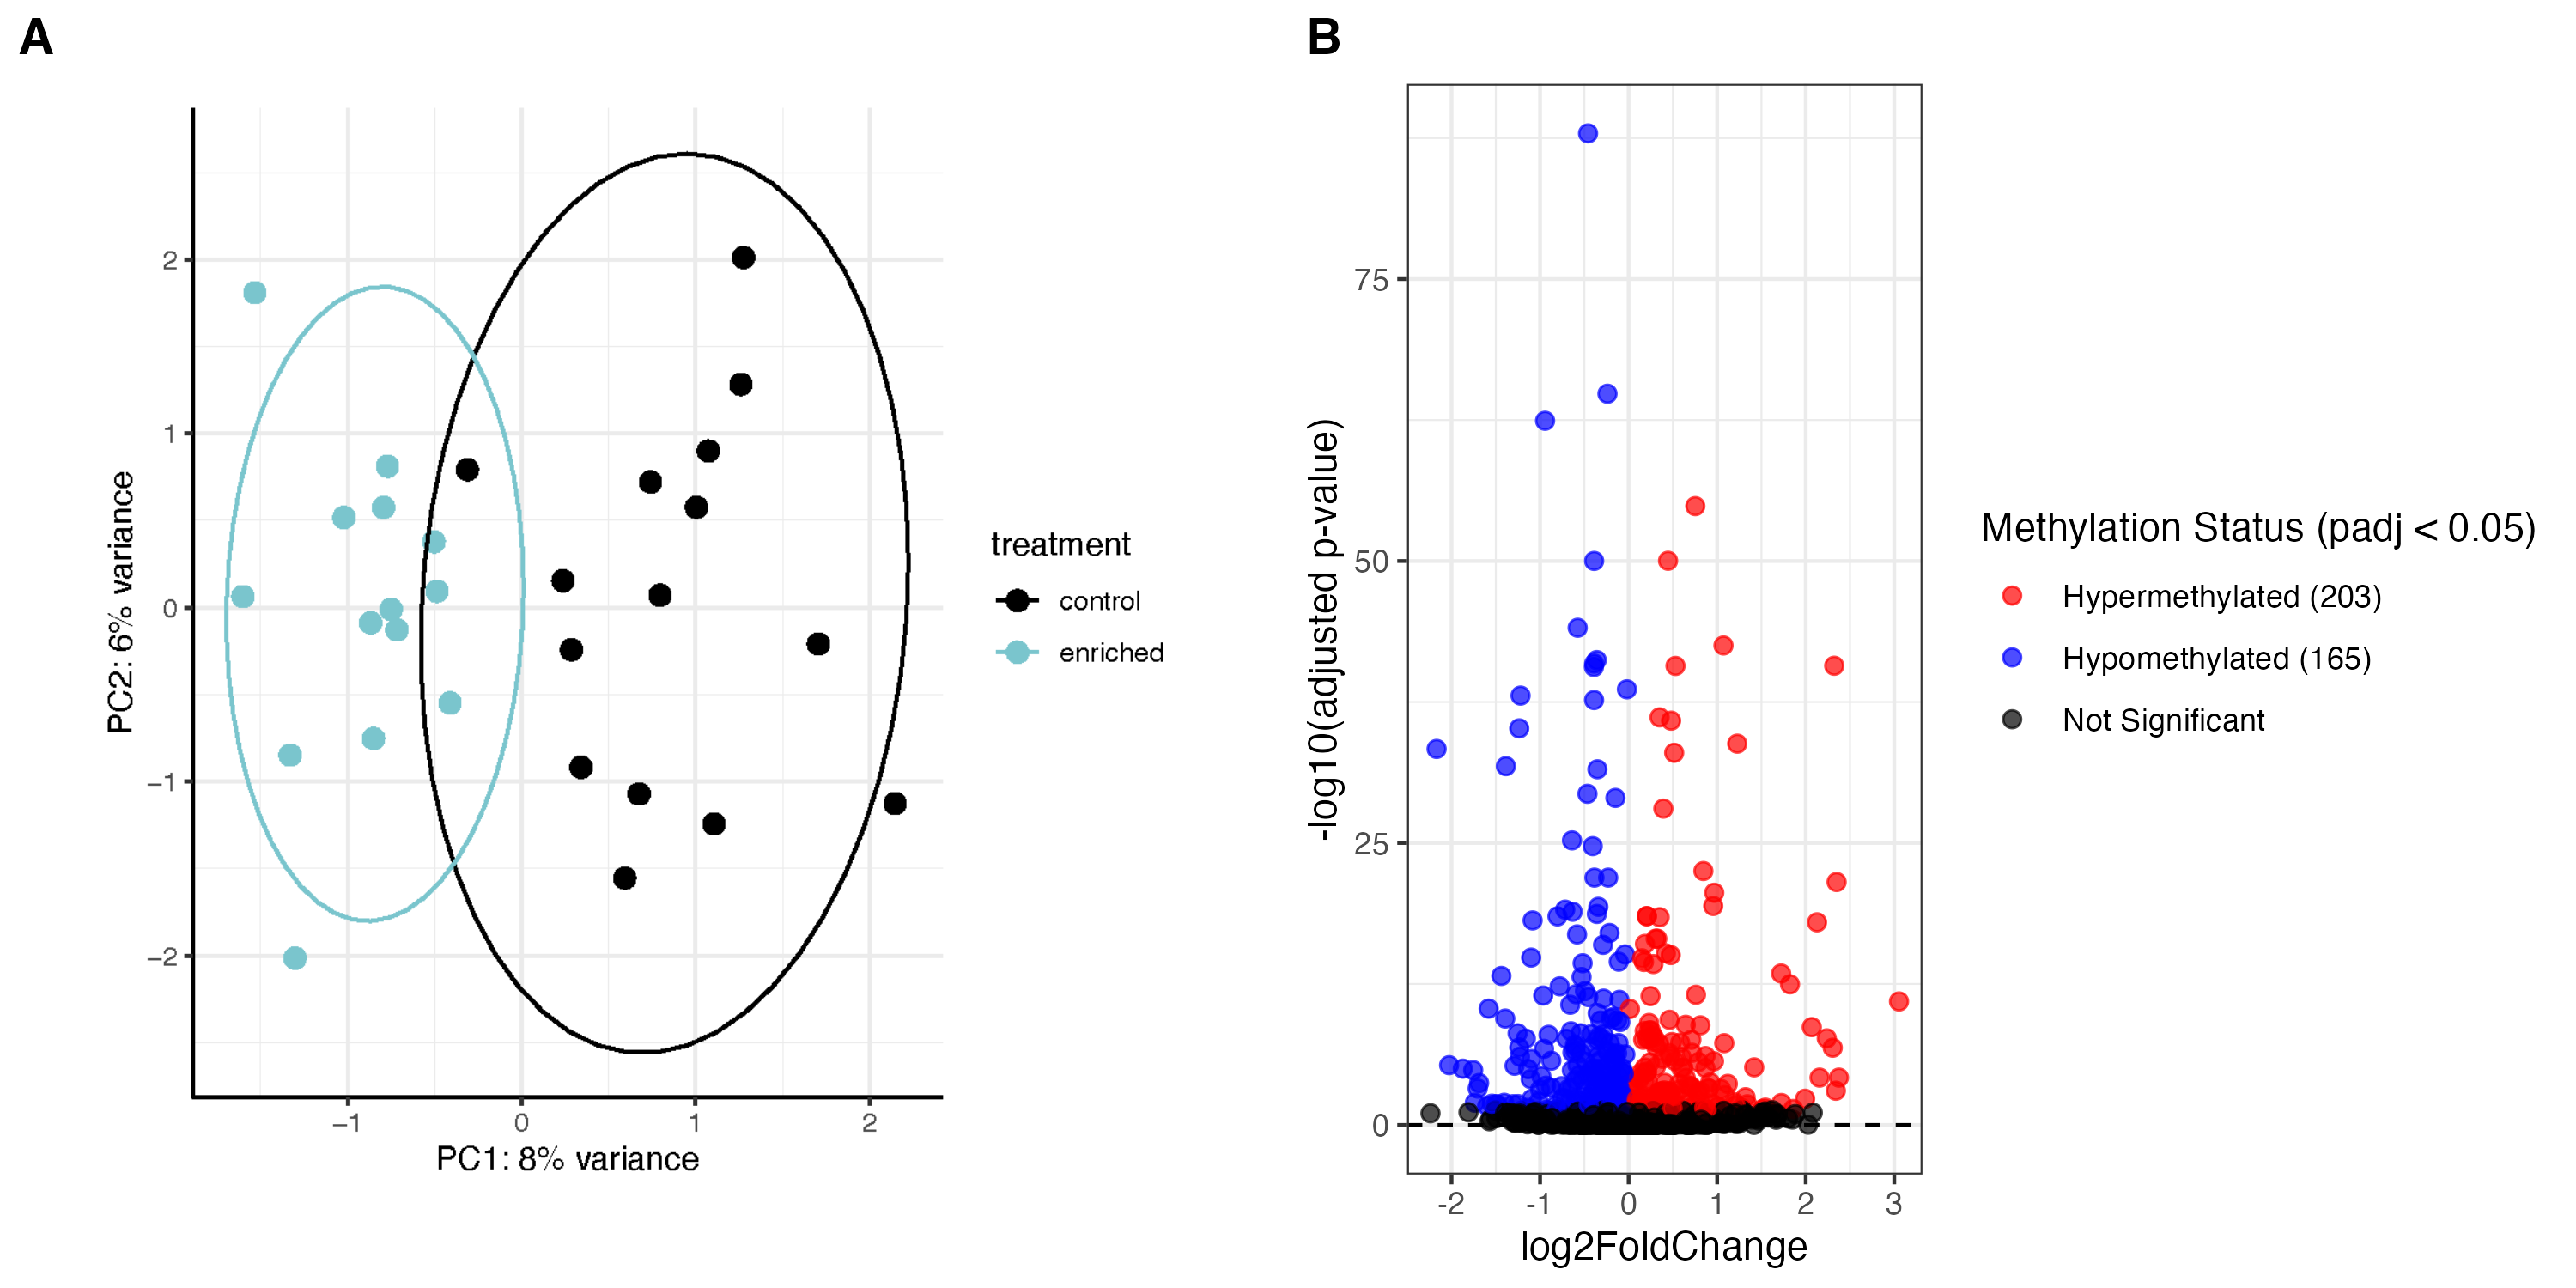 A
2
1
0
−1
−2
PC2: 6% variance
−1
0
1
2
PC1: 8% variance
treatment
control
enriched
B
75
50
25
0
-log10(adjusted p-value)
-2
-1
0
1
2
3
log2FoldChange
Methylation Status (padj < 0.05)
Hypermethylated (203)
Hypomethylated (165)
Not Significant